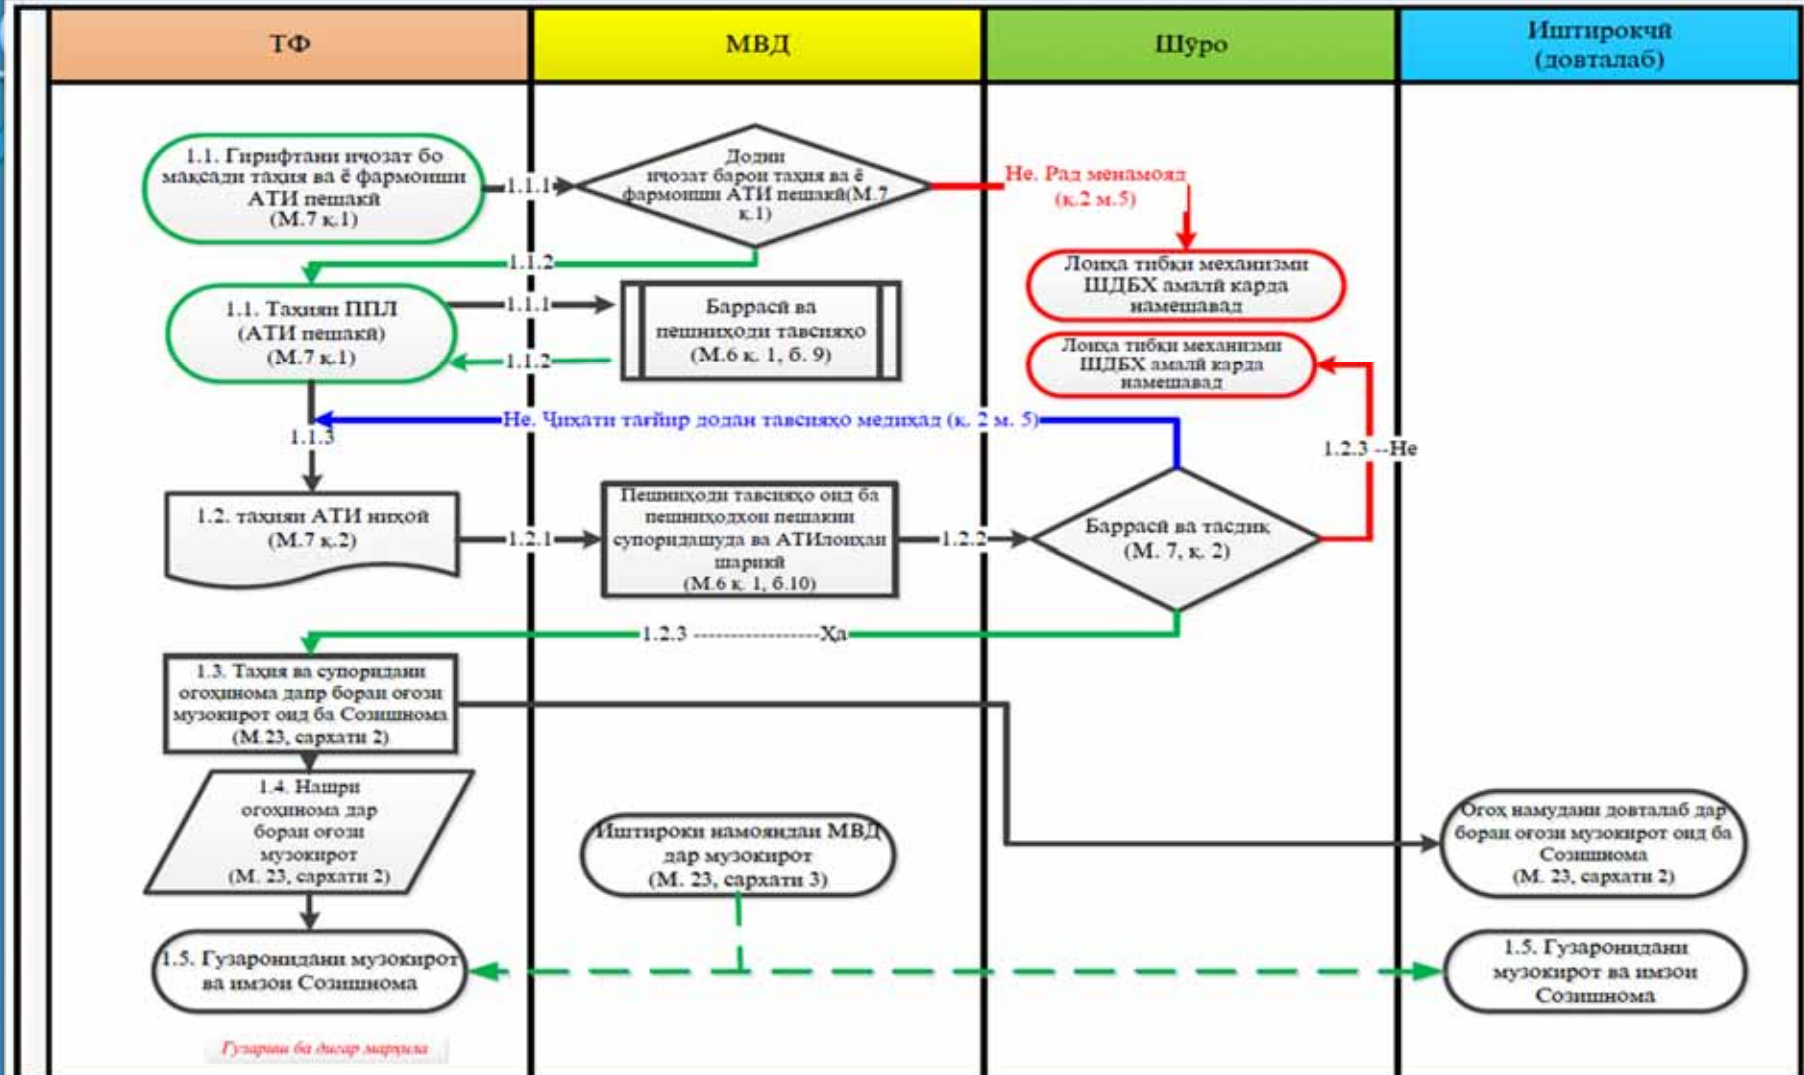 ТФ
МВД
Шӯро
Иштирокчӣ
(довталаб)
1.1. Гирифтани иҷозат бо
мақсади таҳия ва ё фармоиши
АТИ пешакӣ
(М.7 қ.1)
1.1.1
Додни
иҷозат барои таҳия ва ё
фармоиши АТИ пешакӣ(М.7
қ.1)
Не. Рад менамояд
(қ.2 м.5)
Лоиҳа тибқи механизми
ШДБХ амалӣ карда
намешавад
1.1.2
1.1. Таҳияи ППЛ
(АТИ пешакӣ)
(М.7 қ.1)
1.1.1
1.1.2
Баррасӣ ва
пешниҳоди тавсияҳо
(М.6 қ. 1, б. 9)
Лоиҳа тибқи механизми
ШДБХ амалӣ карда
намешавад
Не. Ҷиҳати тағйир додан тавсияҳо медиҳад (қ. 2 м. 5)
1.1.3
1.2.3 --Не
1.2. таҳияи АТИ ниҳоӣ
(М.7 қ.2)
1.2.1
Пешниҳоди тавсияҳо оид ба
пешниҳодҳои пешакии
супоридашуда ва АТИлоиҳаи
шарикӣ
(М.6 қ. 1, б.10)
1.2.2
Баррасӣ ва тасдиқ
(М. 7, қ. 2)
1.2.3 -----------------Ҳа
1.3. Таҳия ва супоридани
огоҳинома дапр бораи оғози
музокирот оид ба Созишнома
(М.23, сархати 2)
1.4. Нашри
огоҳинома дар
бораи оғози
музокирот
(М. 23, сархати 2)
Иштироки намояндаи МВД
дар музокирот
(М. 23, сархати 3)
Огоҳ намудани довталаб дар
бораи оғози музокирот оид ба
Созишнома
(М. 23, сархати 2)
1.5. Гузаронидани музокирот
ва имзои Созишнома
1.5. Гузаронидани
музокирот ва имзои
Созишнома
Гузариш ба дигар марҳила